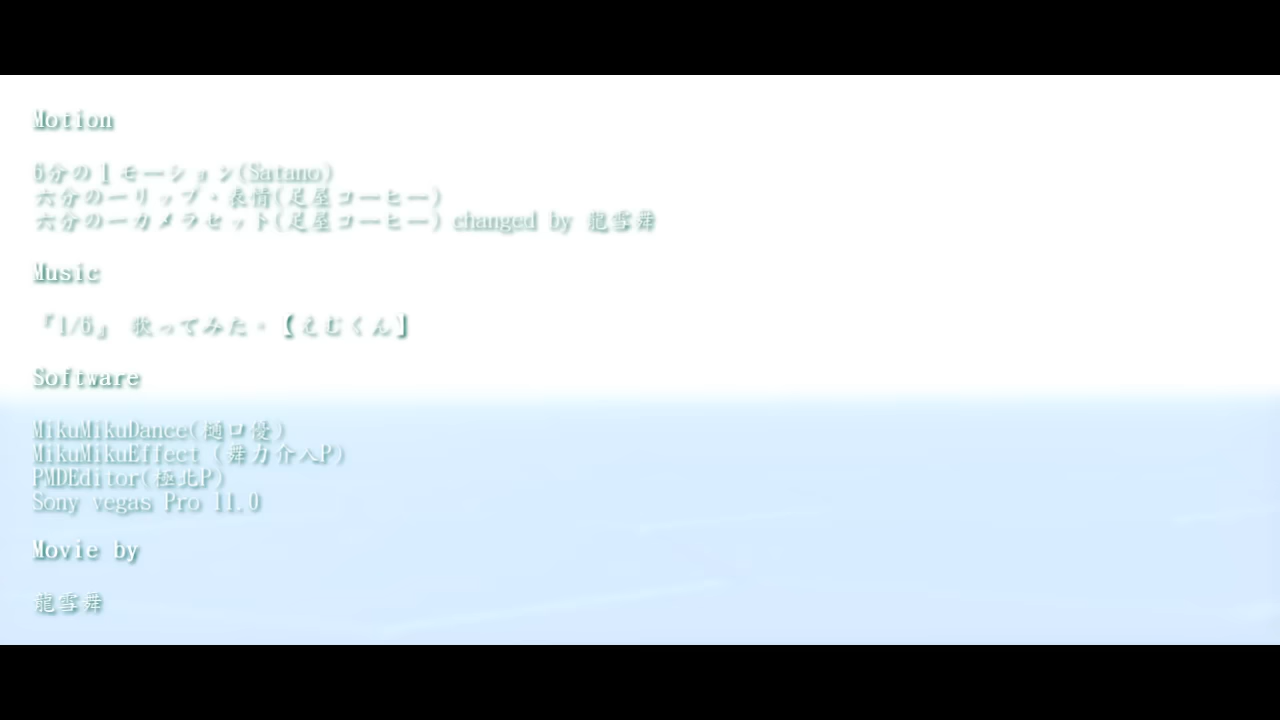 Motion
6分の1モーション(Satano)
六分の一リップ・表情(足屋コーヒー)
六分の一カメラセット(足屋コーヒー) changed by 龍雪舞
Music
『1/6』 歌ってみた・【えむくん】
Software
MikuMikuDance(樋口優)
MikuMikuEffect (舞力介入P)
PMDEditor(極北P)
Sony vegas Pro 11.0
Movie by
龍雪舞